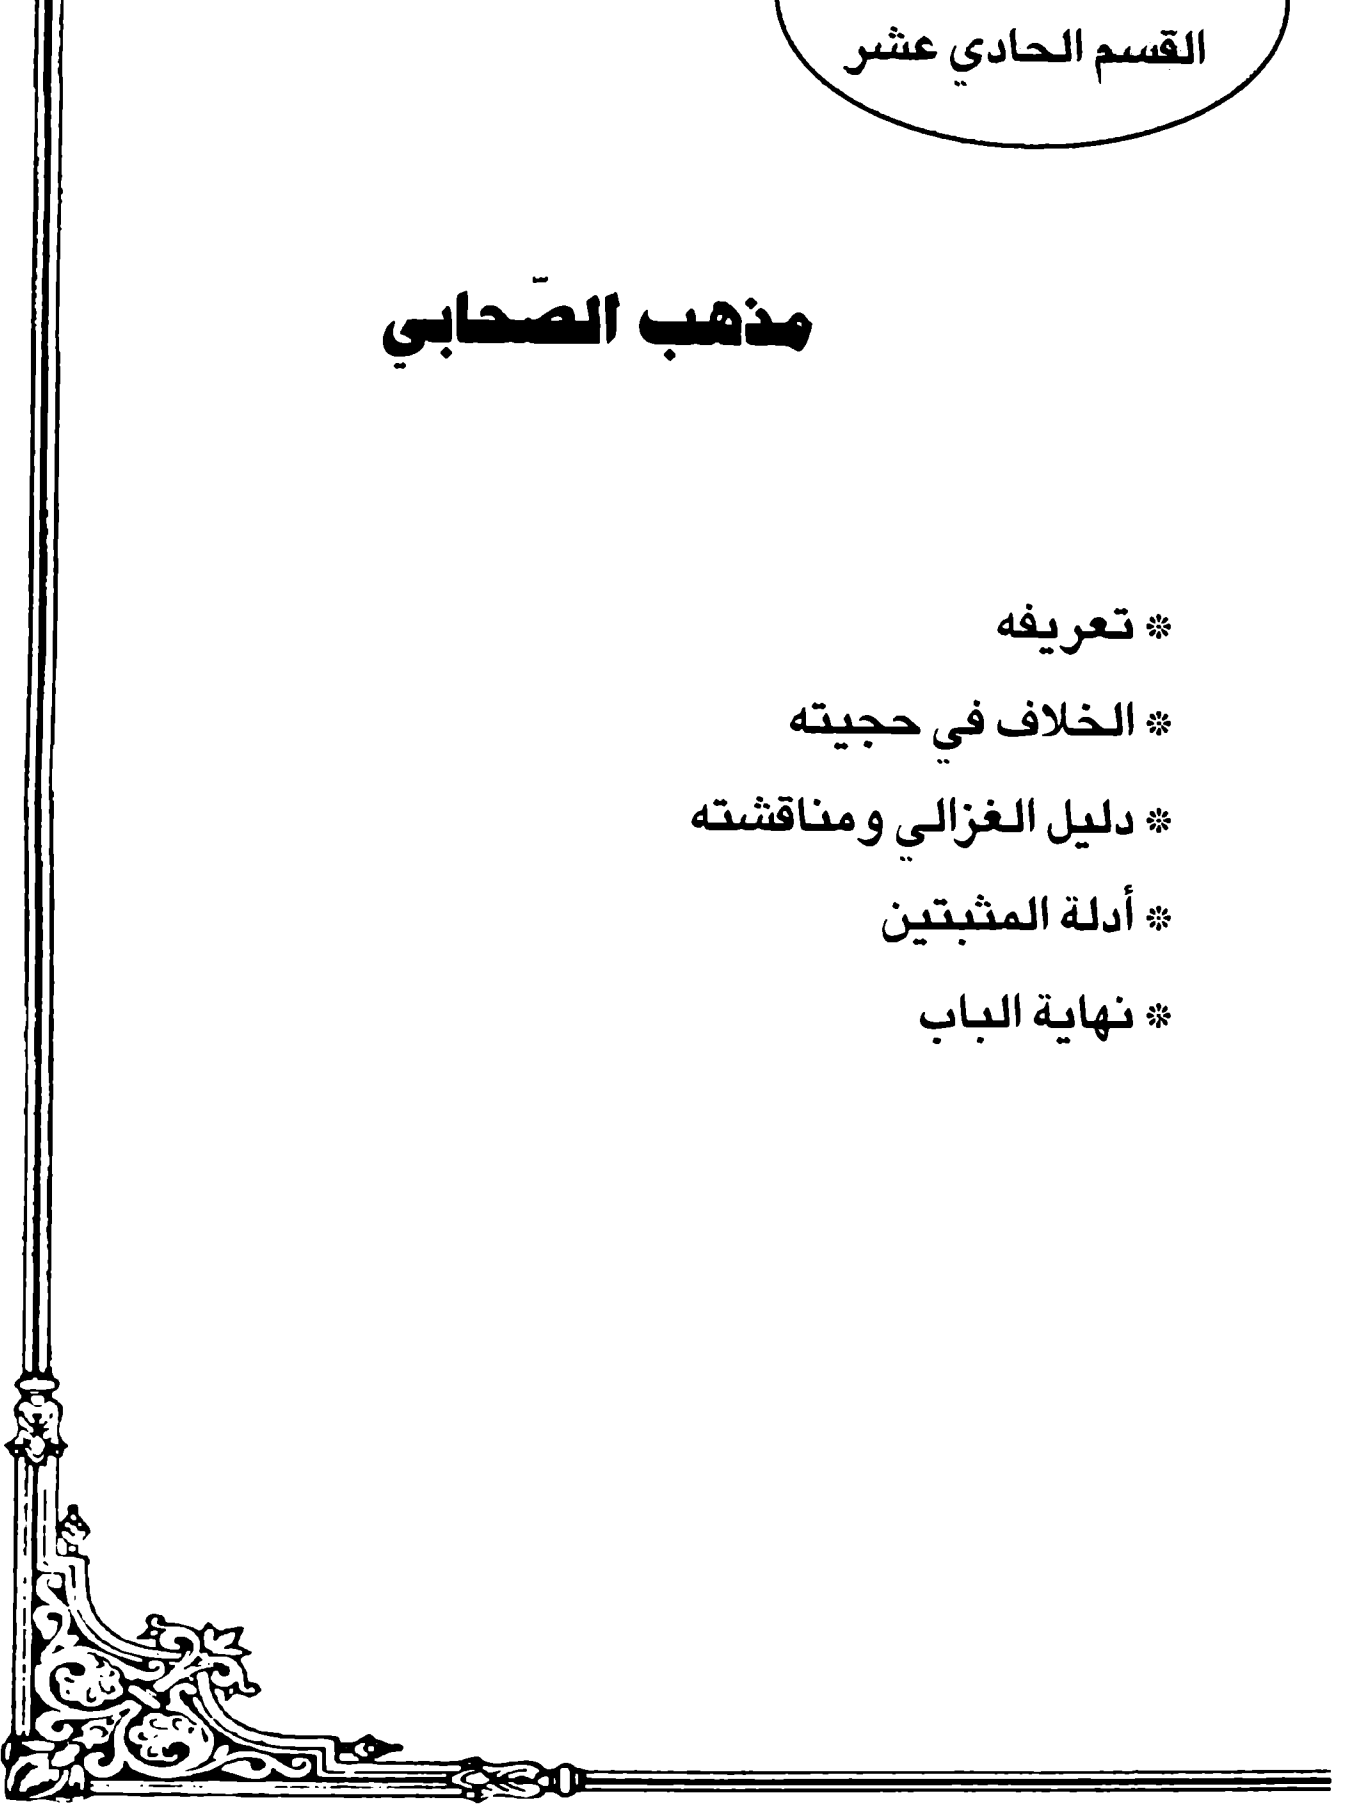 القسم الحادي عشر
مذهب الصّحابي
❊ تعريفه
❊ الخلاف في حجيته
❊ دليل الغزالي ومناقشته
❊ أدلة المثبتين
❊ نهاية الباب